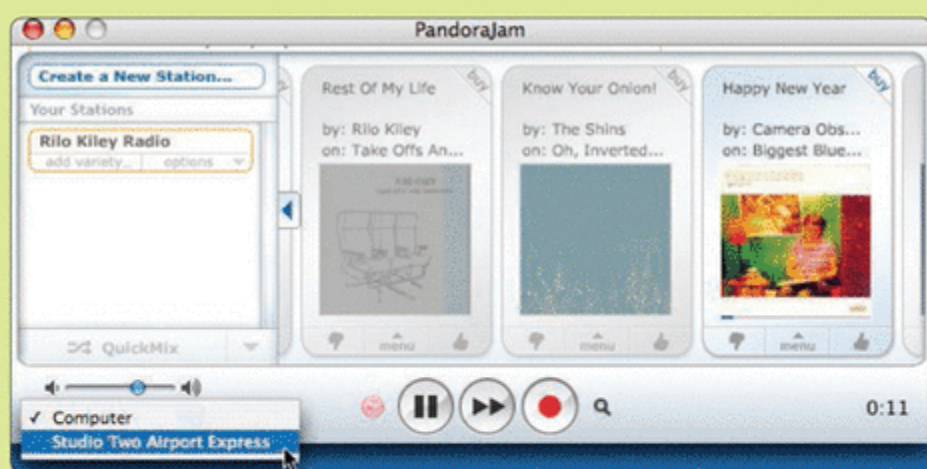 PandoraJam
Create a New Station...
Your Stations
Rilo Kiley Radio
add variety... options
QuickMix
Rest Of My Life
buy
by: Rilo Kiley
on: Take Offs An...
menu
Know Your Onion!
buy
by: The Shins
on: Oh, Inverted...
menu
Happy New Year
buy
by: Camera Obs...
on: Biggest Blue...
menu
✓ Computer
Studio Two Airport Express
0:11